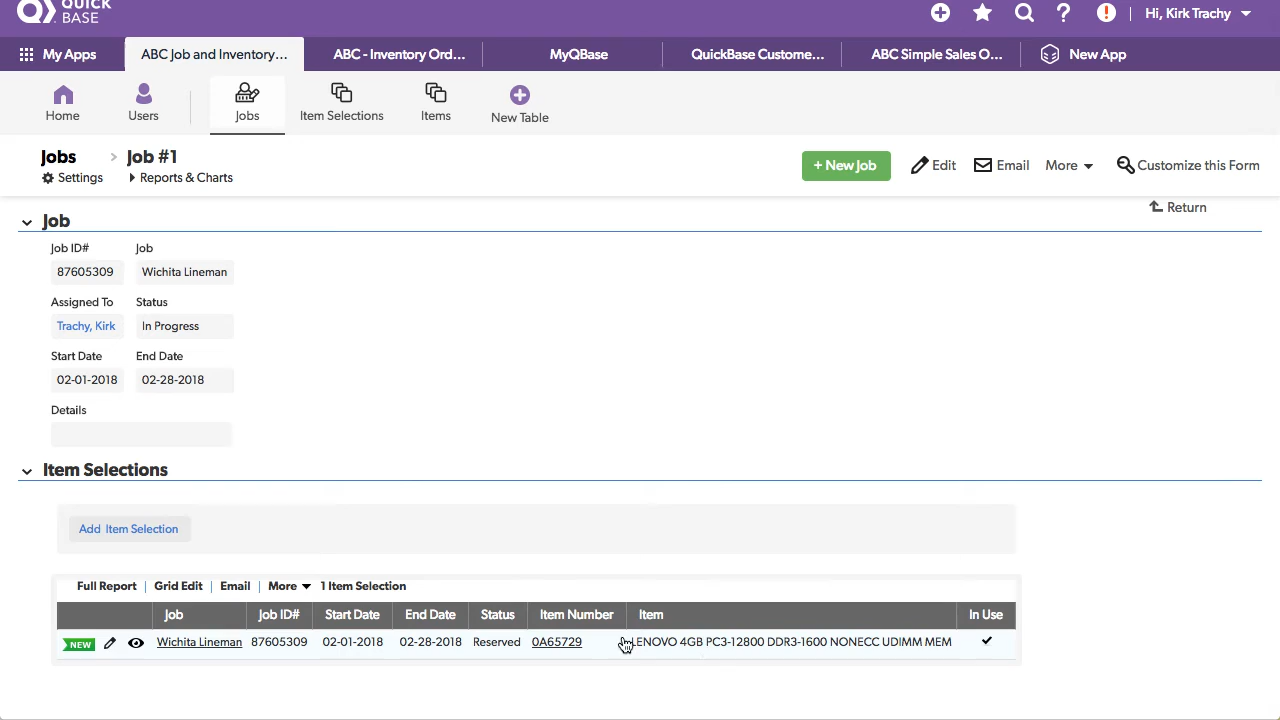 QUICK
BASE
Hi, Kirk Trachy
My Apps
ABC Job and Inventory...
ABC - Inventory Ord...
MyQBase
QuickBase Custome...
ABC Simple Sales O...
New App
Home
Users
Jobs
Item Selections
Items
New Table
Jobs
Job #1
Settings
Reports & Charts
+ New Job
Edit
Email
More
Customize this Form
Return
Job
Job ID#
Job
87605309
Wichita Lineman
Assigned To
Status
Trachy, Kirk
In Progress
Start Date
End Date
02-01-2018
02-28-2018
Details
Item Selections
Add Item Selection
Full Report | Grid Edit | Email | More 1 Item Selection
Job Job ID# Start Date End Date Status Item Number Item In Use
NEW Wichita Lineman 87605309 02-01-2018 02-28-2018 Reserved 0A65729 LENOVO 4GB PC3-12800 DDR3-1600 NONECC UDIMM MEM